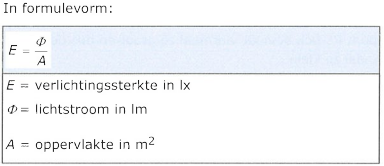 In formulevorm:
E = Φ/A
E = verlichtingssterkte in lx
Φ = lichtstroom in lm
A = oppervlakte in m²